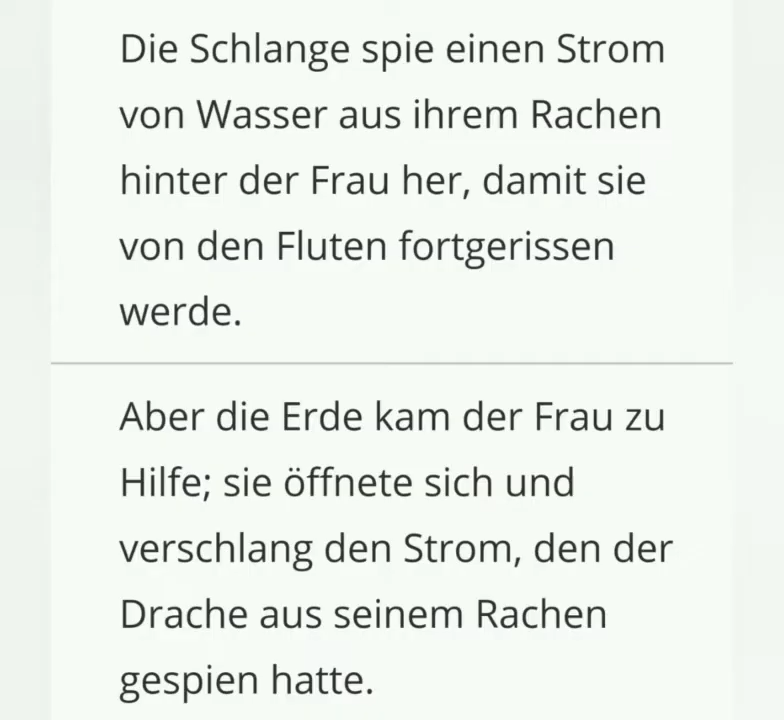 Die Schlange spie einen Strom
von Wasser aus ihrem Rachen
hinter der Frau her, damit sie
von den Fluten fortgerissen
werde.
Aber die Erde kam der Frau zu
Hilfe; sie öffnete sich und
verschlang den Strom, den der
Drache aus seinem Rachen
gespien hatte.